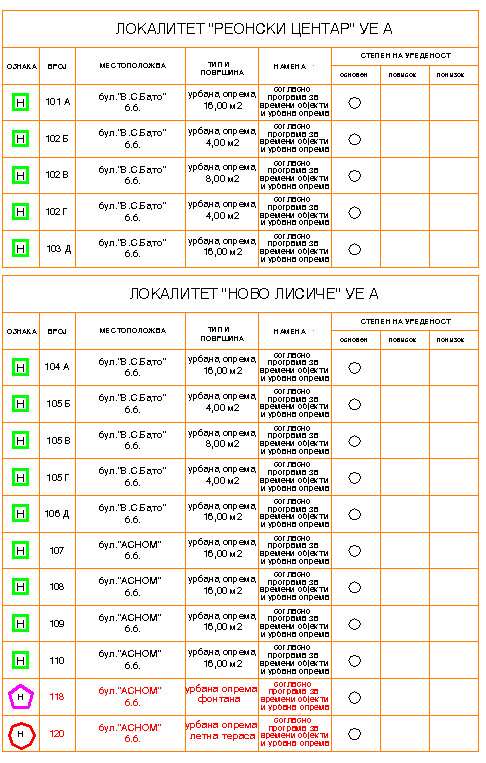 ЛОКАЛИТЕТ "РЕОНСКИ ЦЕНТАР" УЕ А
ОЗНАКА БРОЈ МЕСТОПОЛОЖБА ТИП И ПОВРШИНА НАМЕНА СТЕПЕН НА УРЕДЕНОСТ
основен повисок понизок
Н 101 А бул."В.С.Бато" б.б. урбана, опрема, 16,00 м2 согласно програма за времени објекти и урбана опрема
Н 102 Б бул."В.С.Бато" б.б. урбана, опрема, 4,00 м2 согласно програма за времени објекти и урбана опрема
Н 102 В бул."В.С.Бато" б.б. урбана, опрема, 8,00 м2 согласно програма за времени објекти и урбана опрема
Н 102 Г бул."В.С.Бато" б.б. урбана, опрема, 4,00 м2 согласно програма за времени објекти и урбана опрема
Н 103 Д бул."В.С.Бато" б.б. урбана, опрема, 16,00 м2 согласно програма за времени објекти и урбана опрема
ЛОКАЛИТЕТ "НОВО ЛИСИЧЕ" УЕ А
ОЗНАКА БРОЈ МЕСТОПОЛОЖБА ТИП И ПОВРШИНА НАМЕНА СТЕПЕН НА УРЕДЕНОСТ
основен повисок понизок
Н 104 А бул."В.С.Бато" б.б. урбана, опрема, 16,00 м2 согласно програма за времени објекти и урбана опрема
Н 105 Б бул."В.С.Бато" б.б. урбана, опрема, 4,00 м2 согласно програма за времени објекти и урбана опрема
Н 105 В бул."В.С.Бато" б.б. урбана, опрема, 8,00 м2 согласно програма за времени објекти и урбана опрема
Н 105 Г бул."В.С.Бато" б.б. урбана, опрема, 4,00 м2 согласно програма за времени објекти и урбана опрема
Н 106 Д бул."В.С.Бато" б.б. урбана, опрема, 16,00 м2 согласно програма за времени објекти и урбана опрема
Н 107 бул."АСНОМ" б.б. урбана, опрема, 16,00 м2 согласно програма за времени објекти и урбана опрема
Н 108 бул."АСНОМ" б.б. урбана, опрема, 16,00 м2 согласно програма за времени објекти и урбана опрема
Н 109 бул."АСНОМ" б.б. урбана, опрема, 16,00 м2 согласно програма за времени објекти и урбана опрема
Н 110 бул."АСНОМ" б.б. урбана, опрема, 16,00 м2 согласно програма за времени објекти и урбана опрема
Н 118 бул."АСНОМ" б.б. урбана опрема фонтана согласно програма за времени објекти и урбана опрема
Н 120 бул."АСНОМ" б.б. урбана опрема летна тераса согласно програма за времени објекти и урбана опрема